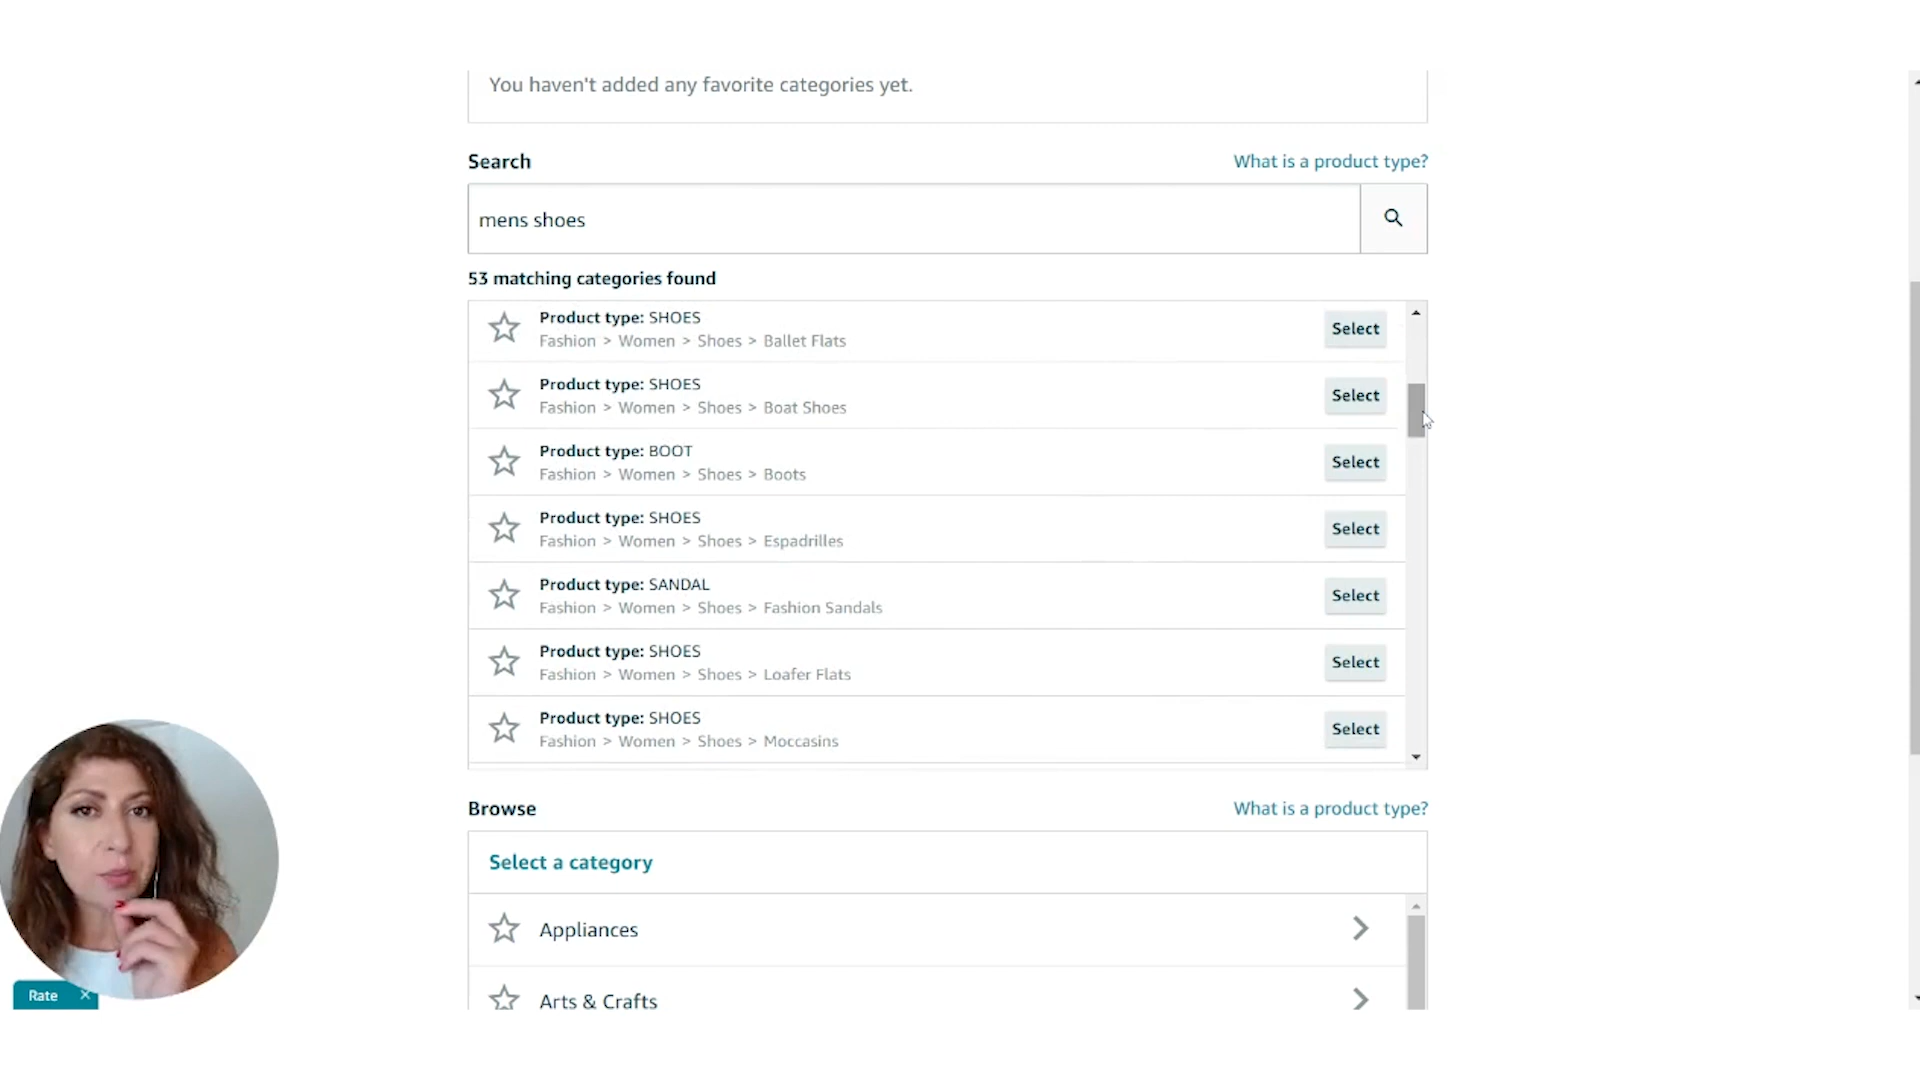 You haven't added any favorite categories yet.
Search
What is a product type?
mens shoes
53 matching categories found
Product type: SHOES
Fashion > Women > Shoes > Ballet Flats
Select
Product type: SHOES
Fashion > Women > Shoes > Boat Shoes
Select
Product type: BOOT
Fashion > Women > Shoes > Boots
Select
Product type: SHOES
Fashion > Women > Shoes > Espadrilles
Select
Product type: SANDAL
Fashion > Women > Shoes > Fashion Sandals
Select
Product type: SHOES
Fashion > Women > Shoes > Loafer Flats
Select
Product type: SHOES
Fashion > Women > Shoes > Moccasins
Select
Browse
What is a product type?
Select a category
Appliances
Arts & Crafts
Rate